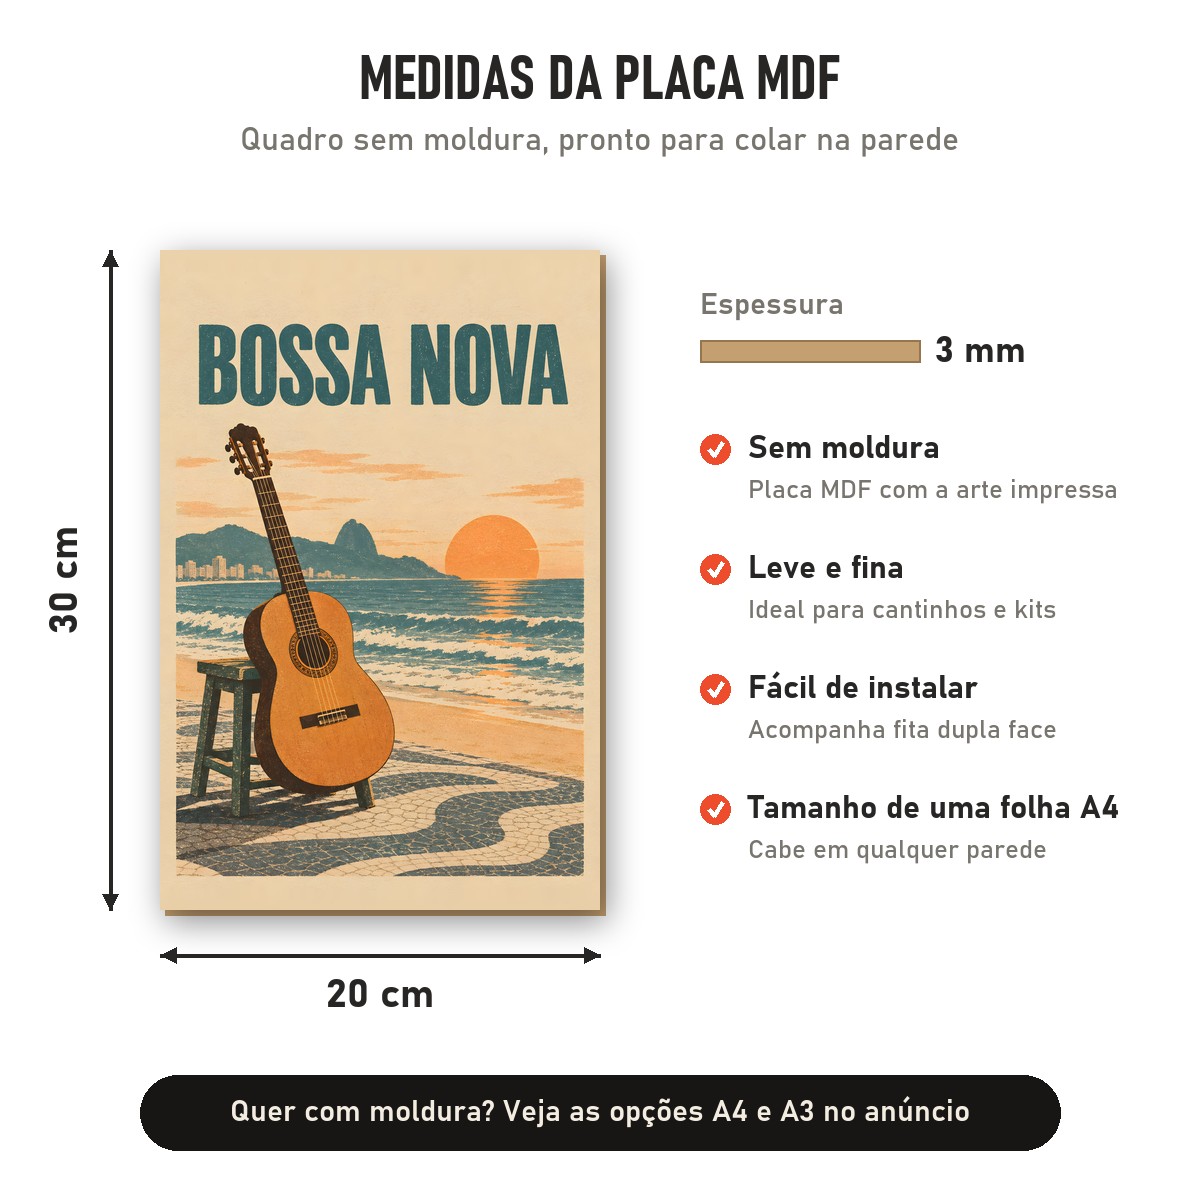 MEDIDAS DA PLACA MDF
Quadro sem moldura, pronto para colar na parede
BOSSA NOVA
30 cm
20 cm
Espessura
3 mm
Sem moldura
Placa MDF com a arte impressa
Leve e fina
Ideal para cantinhos e kits
Fácil de instalar
Acompanha fita dupla face
Tamanho de uma folha A4
Cabe em qualquer parede
Quer com moldura? Veja as opções A4 e A3 no anúncio